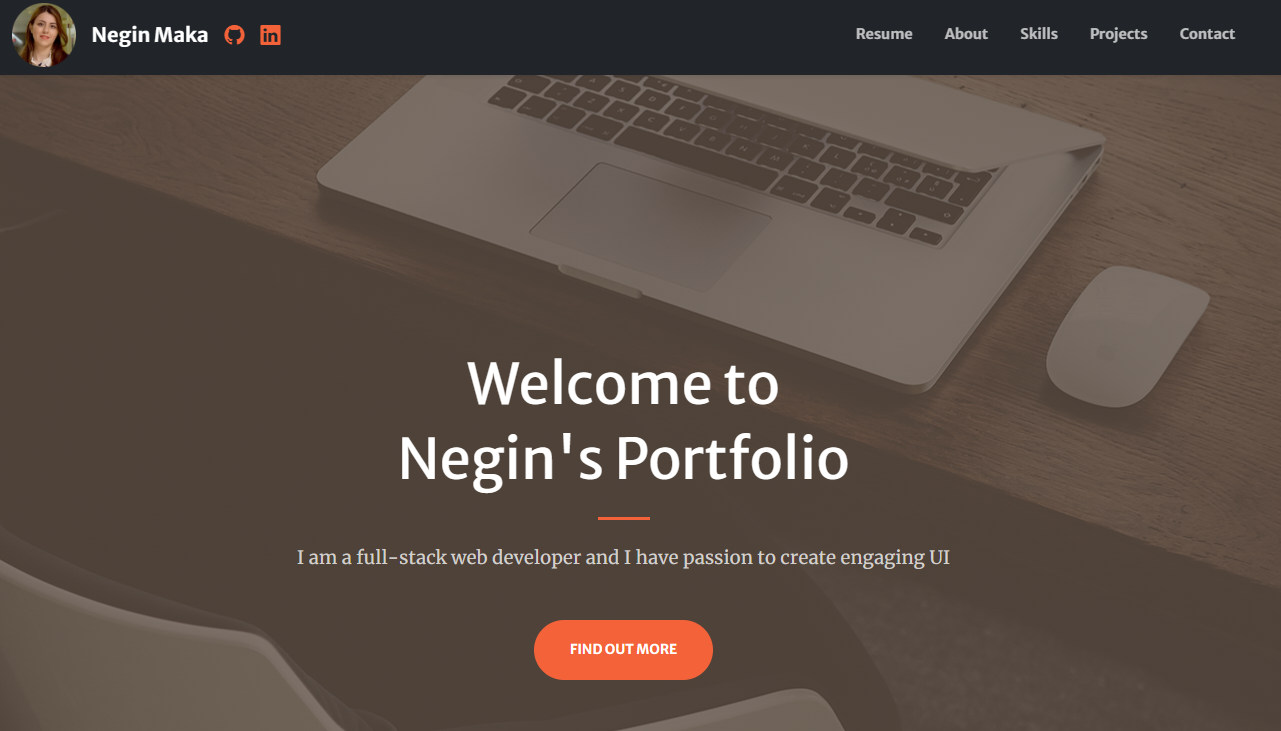 Negin Maka
Resume About Skills Projects Contact
Welcome to
Negin's Portfolio
I am a full-stack web developer and I have passion to create engaging UI
FIND OUT MORE